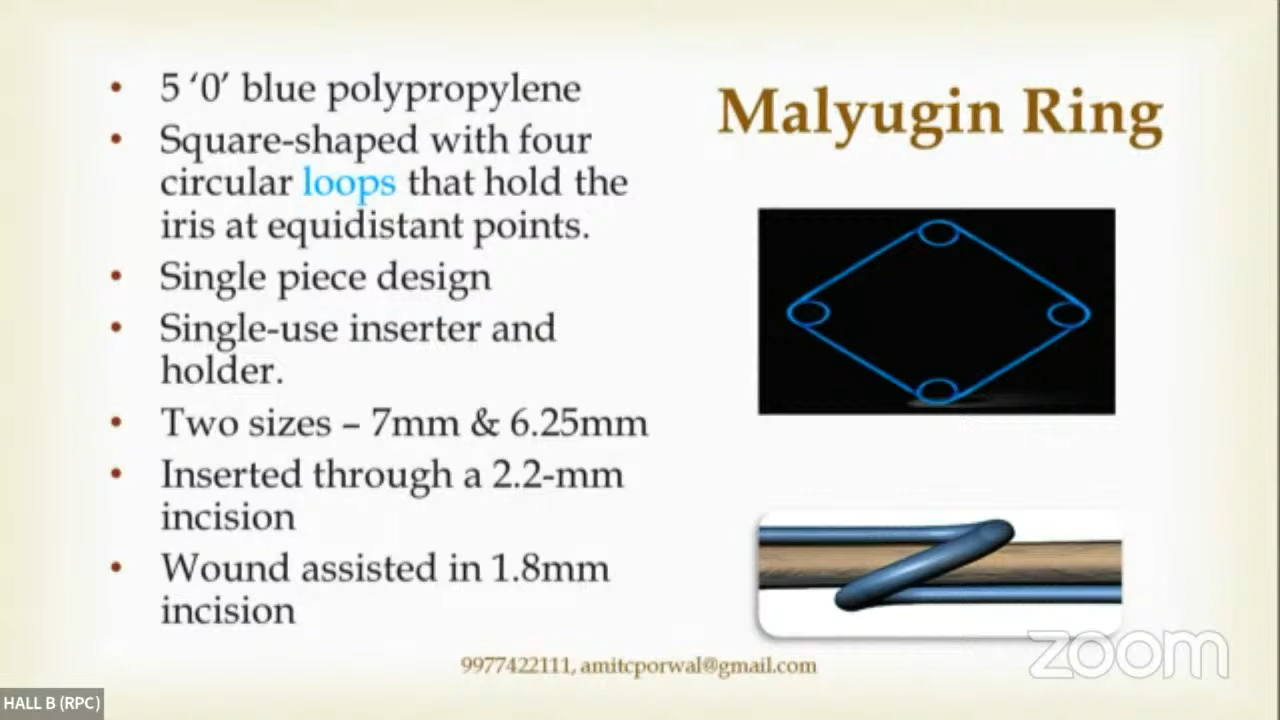 Malyugin Ring
• 5 ‘0’ blue polypropylene
• Square-shaped with four
circular loops that hold the
iris at equidistant points.
• Single piece design
• Single-use inserter and
holder.
• Two sizes – 7mm & 6.25mm
• Inserted through a 2.2-mm
incision
• Wound assisted in 1.8mm
incision
9977422111, amitcporwal@gmail.com
zoom
HALL B (RPC)